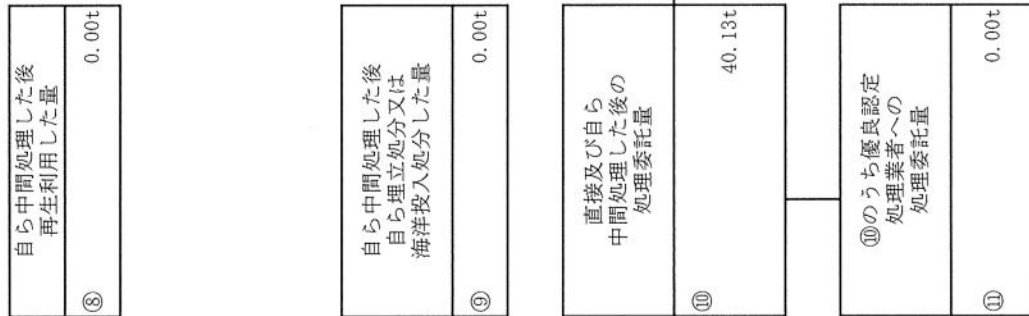 自ら中間処理した後
再生利用した量
⑧ 0.00t
自ら中間処理した後
自ら埋立処分又は
海洋投入処分した量
⑨ 0.00t
直接及び自ら
中間処理した後の
処理委託量
⑩ 40.13t
⑩のうち優良認定
処理業者への
処理委託量
⑪ 0.00t